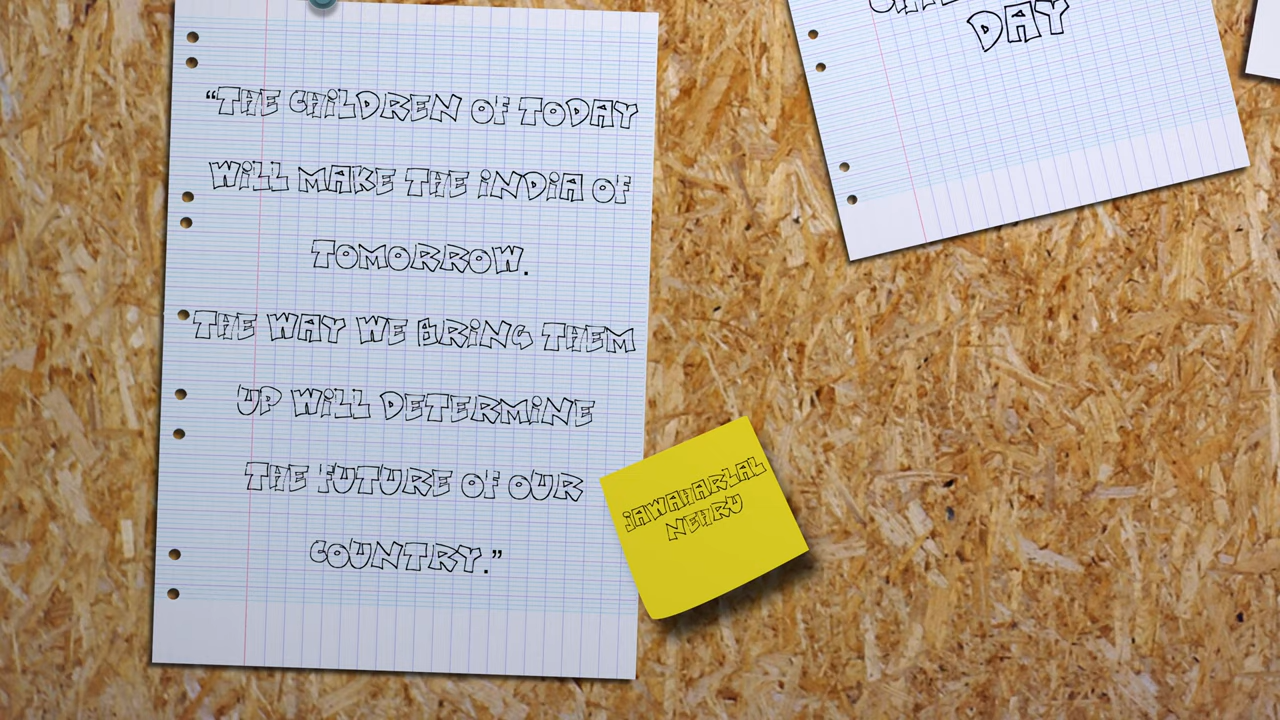 “THE CHILDREN OF TODAY
WILL MAKE THE INDIA OF
TOMORROW.
THE WAY WE BRING THEM
UP WILL DETERMINE
THE FUTURE OF OUR
COUNTRY.”
JAWAHARLAL
NEHRU
DAY